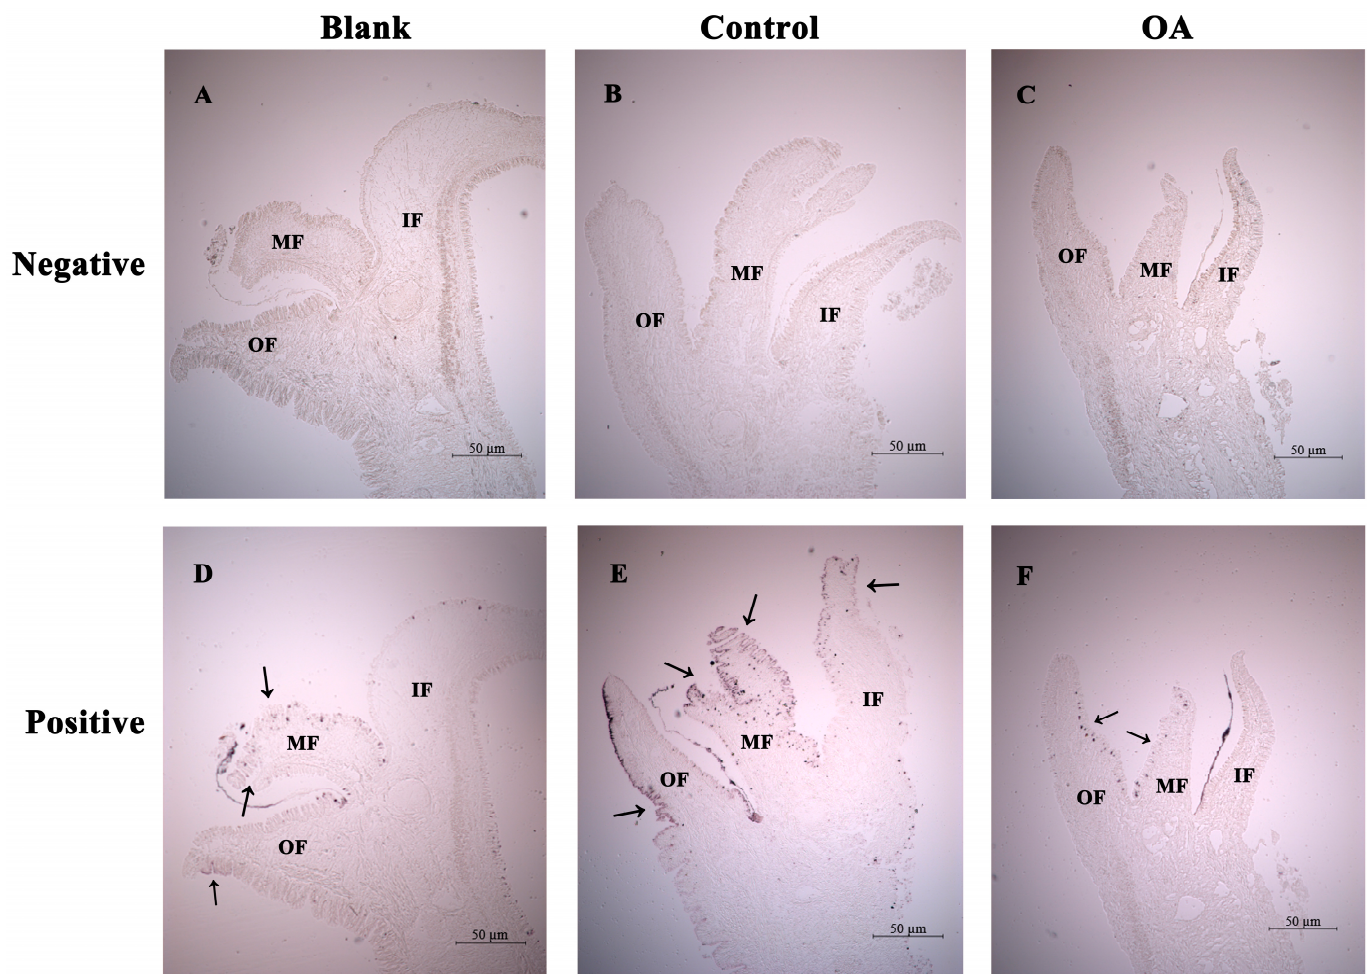 Blank Control OA
Negative
A
MF
IF
OF
50 µm
B
MF
OF
IF
50 µm
C
OF
MF
IF
50 µm
Positive
D
IF
MF
OF
50 µm
E
IF
MF
OF
50 µm
F
OF
MF
IF
50 µm